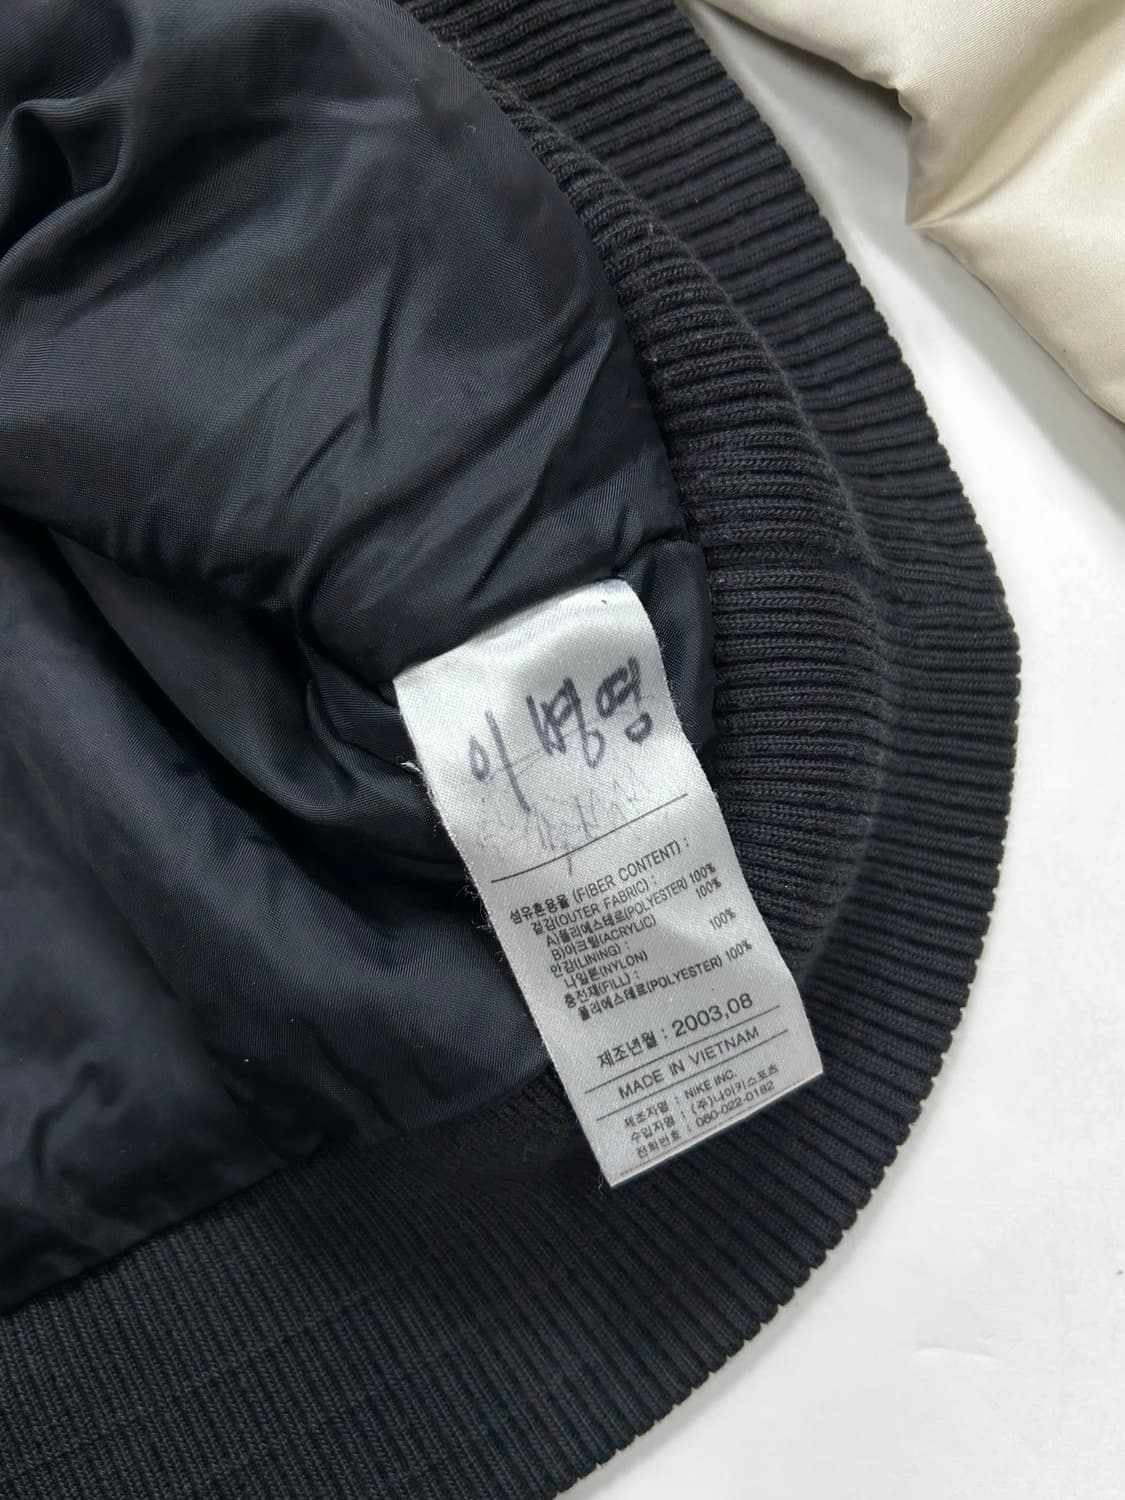 이병명
섬유혼용율 (FIBER CONTENT) :
겉감(OUTER FABRIC) :
A)폴리에스테르(POLYESTER) 100%
B)아크릴(ACRYLIC) 100%
안감(LINING) :
나일론(NYLON) 100%
충전재(FILL) :
폴리에스테르(POLYESTER) 100%
제조년월 : 2003.08
MADE IN VIETNAM
제조자명 : NIKE INC.
수입자명 : (주)나이키스포츠
전화번호 : 080-022-0182